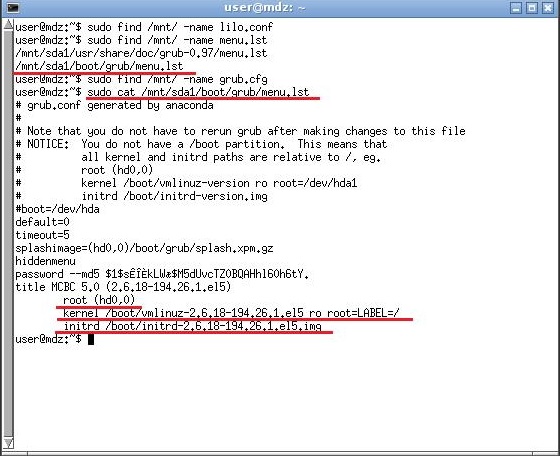 user@mdz: ~
user@mdz:~$ sudo find /mnt/ -name lilo.conf
user@mdz:~$ sudo find /mnt/ -name menu.lst
/mnt/sda1/usr/share/doc/grub-0.97/menu.lst
/mnt/sda1/boot/grub/menu.lst
user@mdz:~$ sudo find /mnt/ -name grub.cfg
user@mdz:~$ sudo cat /mnt/sda1/boot/grub/menu.lst
# grub.conf generated by anaconda
#
# Note that you do not have to rerun grub after making changes to this file
# NOTICE:  You do not have a /boot partition.  This means that
#          all kernel and initrd paths are relative to /, eg.
#          root (hd0,0)
#          kernel /boot/vmlinuz-version ro root=/dev/hda1
#          initrd /boot/initrd-version.img
#boot=/dev/hda
default=0
timeout=5
splashimage=(hd0,0)/boot/grub/splash.xpm.gz
hiddenmenu
password --md5
title MCBC 5.0 (2.6.18-194.26.1.el5)
root (hd0,0)
kernel /boot/vmlinuz-2.6.18-194.26.1.el5 ro root=LABEL=/
initrd /boot/initrd-2.6.18-194.26.1.el5.img
user@mdz:~$